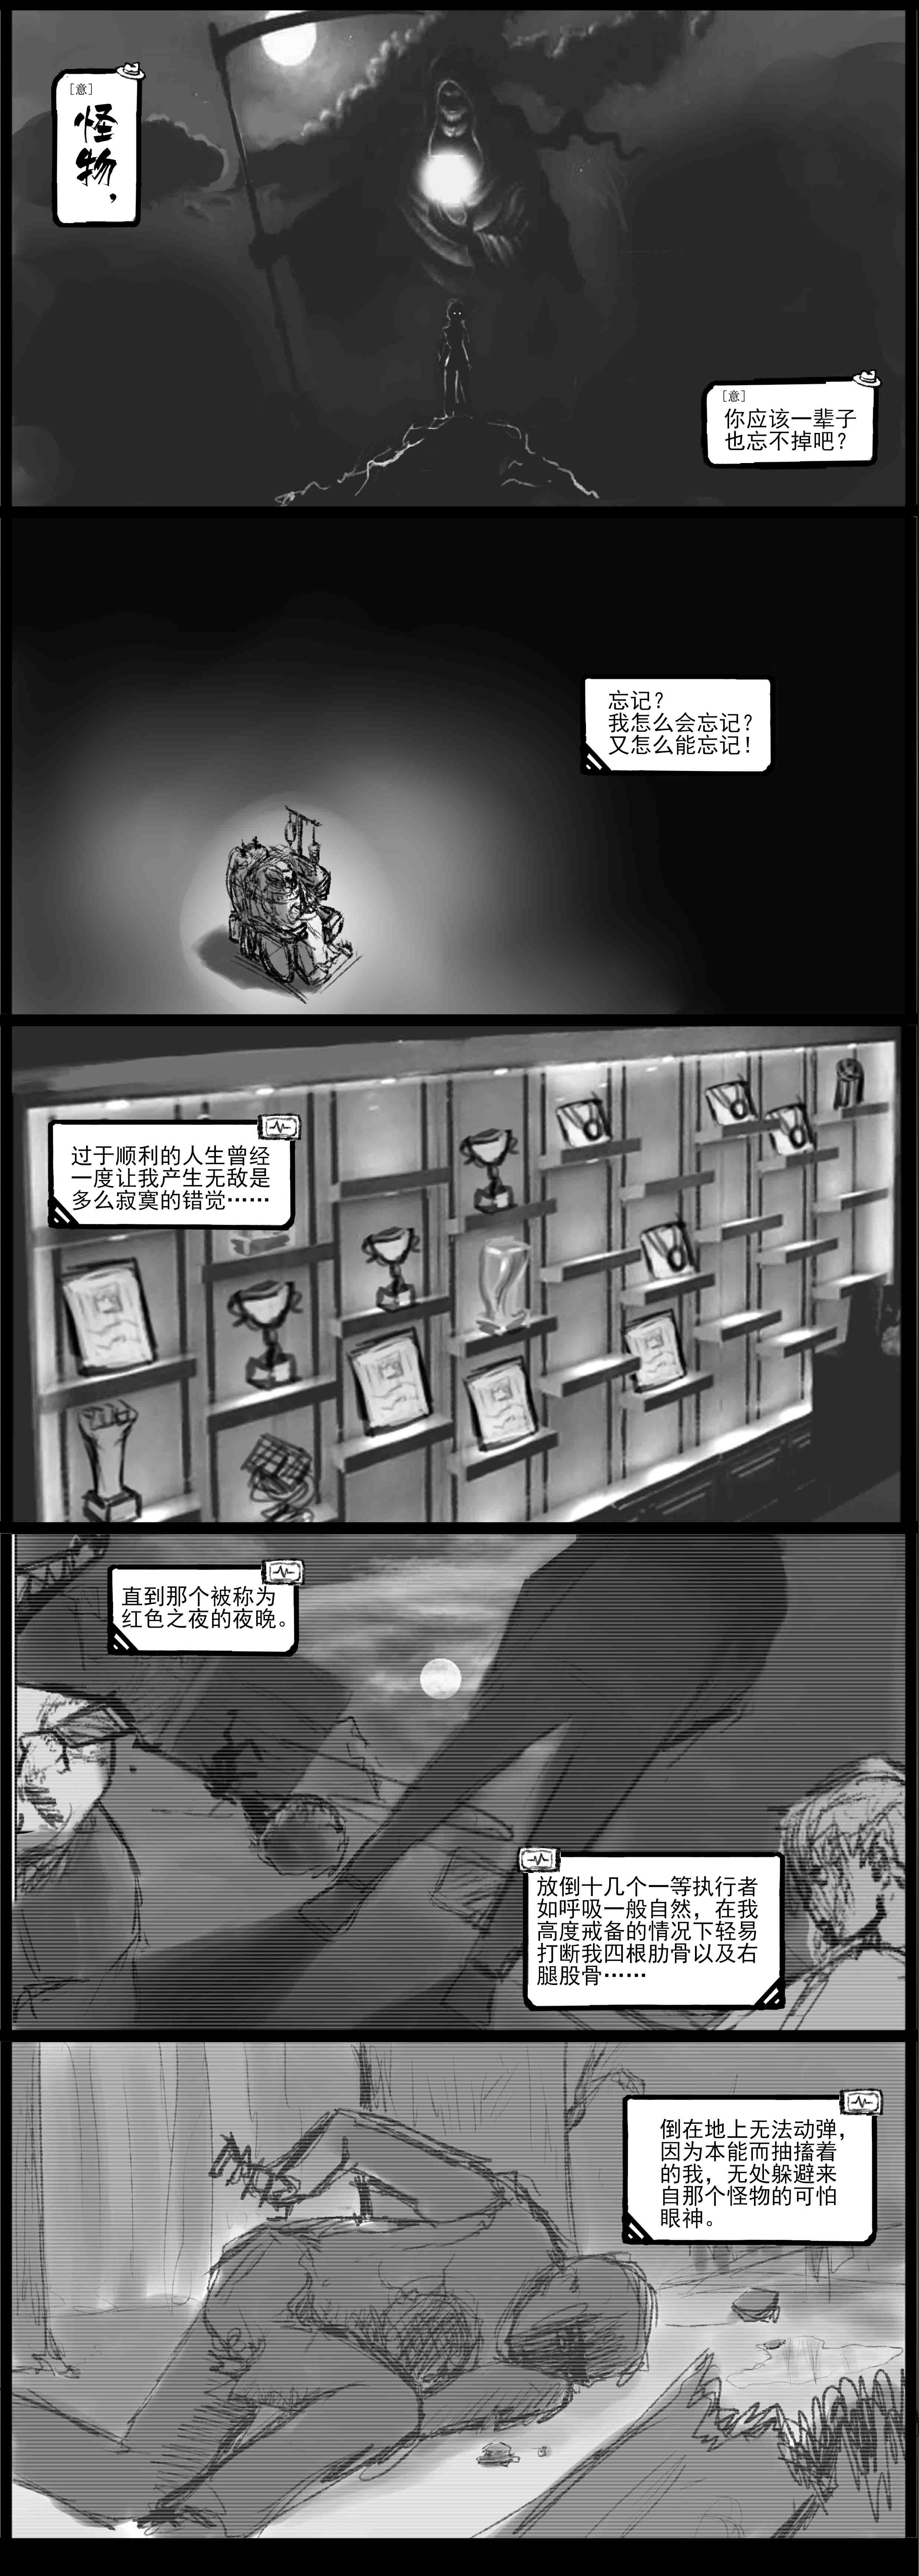 ［意］
怪物，
［意］
你应该一辈子
也忘不掉吧？
忘记？
我怎么会忘记？
又怎么能忘记！
过于顺利的人生曾经
一度让我产生无敌是
多么寂寞的错觉……
直到那个被称为
红色之夜的夜晚。
放倒十几个一等执行者
如呼吸一般自然，在我
高度戒备的情况下轻易
打断我四根肋骨以及右
腿股骨……
倒在地上无法动弹，
因为本能而抽搐着
的我，无处躲避来
自那个怪物的可怕
眼神。